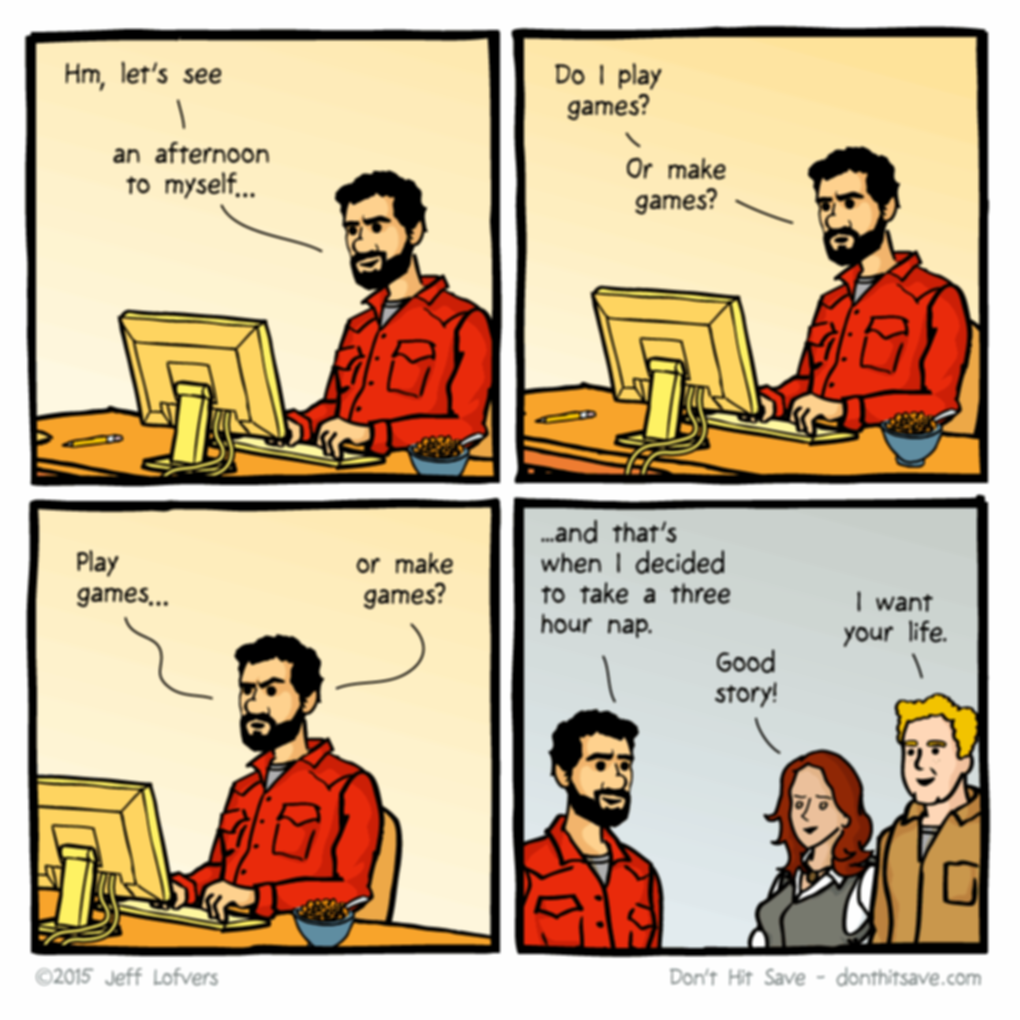 Hm, let's see
an afternoon
to myself...
Do I play
games?
Or make
games?
Play
games...
or make
games?
...and that's
when I decided
to take a three
hour nap.
Good
story!
I want
your life.
©2015 Jeff Lofvers
Don't Hit Save - donthitsave.com